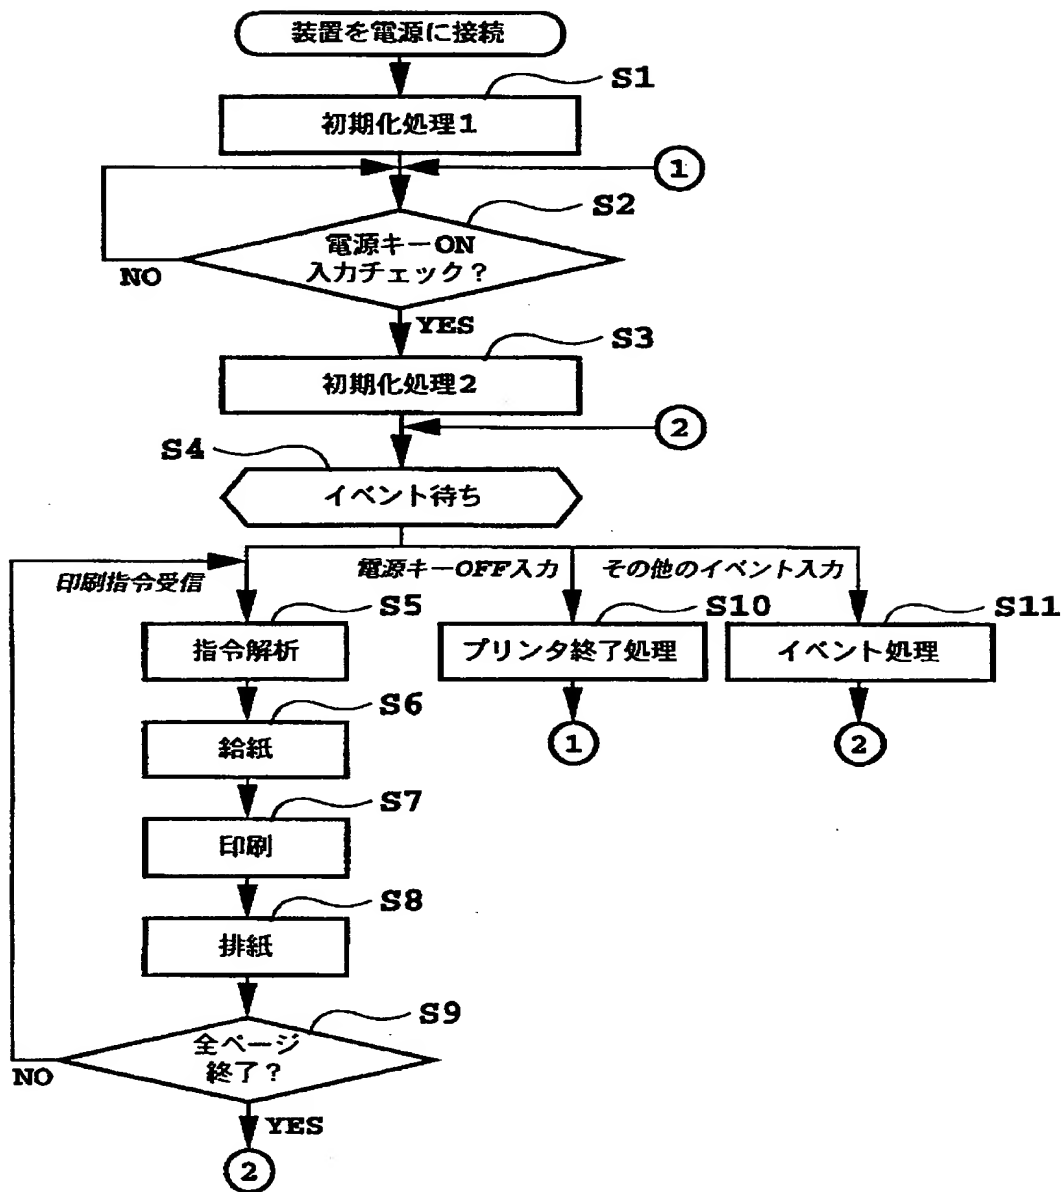 装置を電源に接続
S1
初期化処理1
①
S2
電源キーON
入力チェック?
NO
YES
S3
初期化処理2
②
S4
イベント待ち
印刷指令受信
電源キーOFF入力
その他のイベント入力
S5
S10
S11
指令解析
プリンタ終了処理
イベント処理
S6
①
②
給紙
S7
印刷
S8
排紙
S9
全ページ
終了?
NO
YES
②